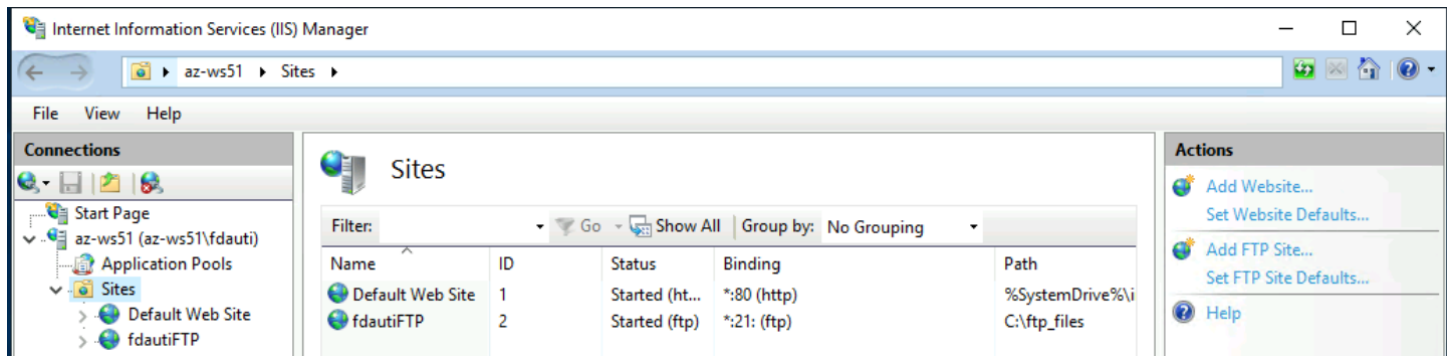 Internet Information Services (IIS) Manager
az-ws51 Sites
File View Help
Connections
Start Page
az-ws51 (az-ws51\fdauti)
Application Pools
Sites
Default Web Site
fdautiFTP
Sites
Filter: Go Show All Group by: No Grouping
Name ID Status Binding Path
Default Web Site 1 Started (ht... *:80 (http) %SystemDrive%\i
fdautiFTP 2 Started (ftp) *:21: (ftp) C:\ftp_files
Actions
Add Website...
Set Website Defaults...
Add FTP Site...
Set FTP Site Defaults...
Help